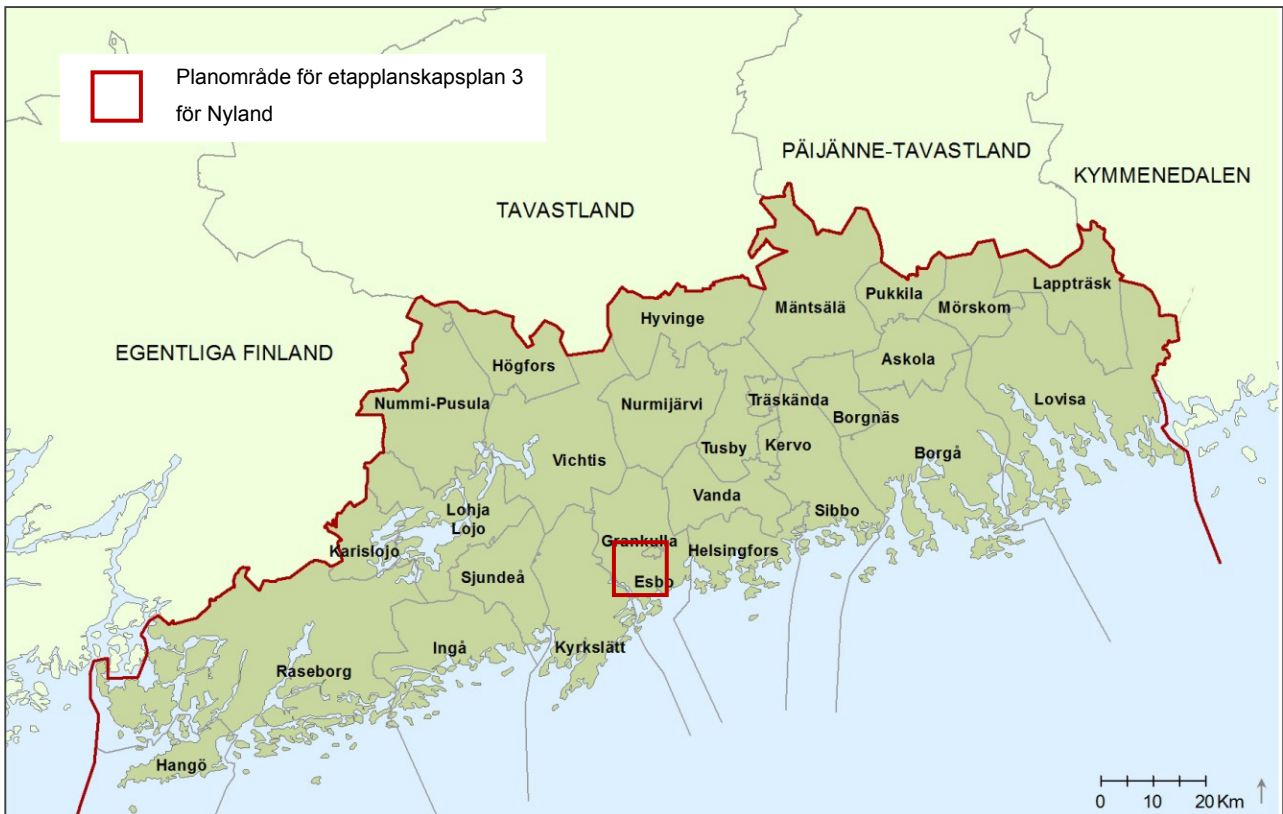 Planområde för etapplanskapsplan 3
för Nyland
PÄIJÄNNE-TAVASTLAND
KYMMENEDALEN
TAVASTLAND
EGENTLIGA FINLAND
Lappträsk
Pukkila
Mäntsälä
Mörskom
Hyvinge
Askola
Högfors
Nummi-Pusula
Nurmijärvi
Träskända
Lovisa
Borgnäs
Tusby
Kervo
Borgå
Vichtis
Vanda
Lohja
Lojo
Sibbo
Grankulla
Helsingfors
Karislojo
Sjundeå
Esbo
Ingå
Kyrkslätt
Raseborg
Hangö
0 10 20 Km